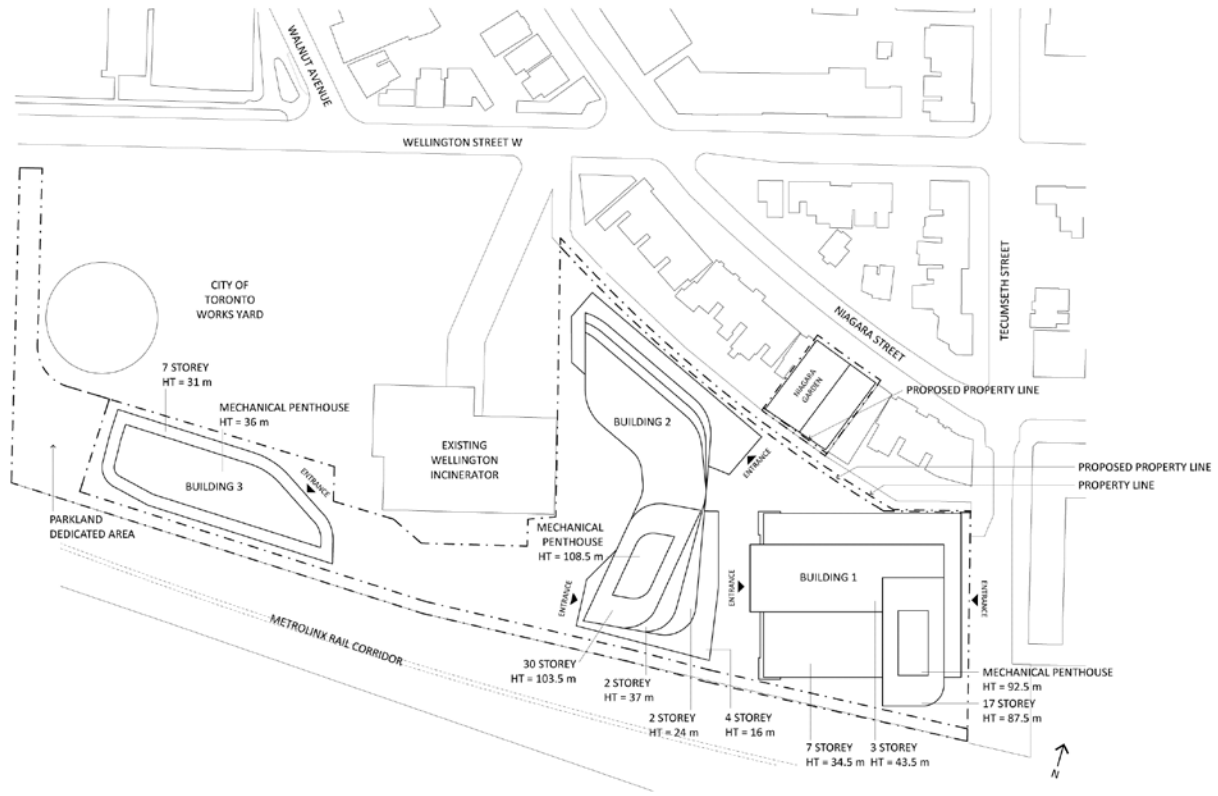 WALNUT AVENUE
WELLINGTON STREET W
CITY OF
TORONTO
WORKS YARD
TECUMSETH STREET
NIAGARA STREET
NIAGARA
GARDEN
PROPOSED PROPERTY LINE
7 STOREY
HT = 31 m
MECHANICAL PENTHOUSE
HT = 36 m
BUILDING 2
EXISTING
WELLINGTON
INCINERATOR
ENTRANCE
BUILDING 3
ENTRANCE
PROPOSED PROPERTY LINE
PROPERTY LINE
PARKLAND
DEDICATED AREA
MECHANICAL
PENTHOUSE
HT = 108.5 m
BUILDING 1
ENTRANCE
ENTRANCE
ENTRANCE
METROLINX RAIL CORRIDOR
30 STOREY
HT = 103.5 m
2 STOREY
HT = 37 m
2 STOREY
HT = 24 m
4 STOREY
HT = 16 m
7 STOREY
HT = 34.5 m
3 STOREY
HT = 43.5 m
MECHANICAL PENTHOUSE
HT = 92.5 m
17 STOREY
HT = 87.5 m
N